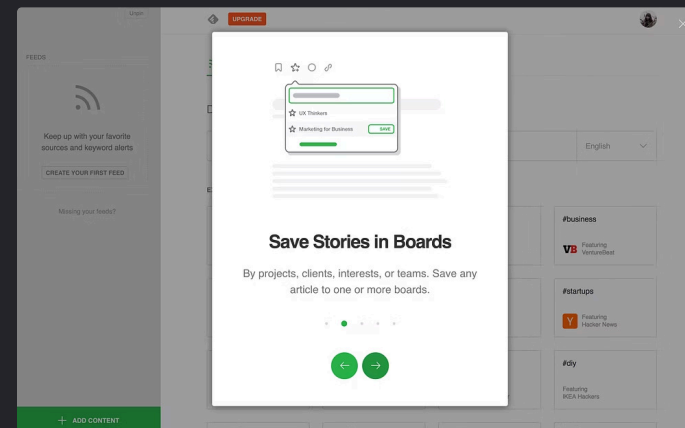 UPGRADE
FEEDS
Keep up with your favorite
sources and keyword alerts
CREATE YOUR FIRST FEED
Missing your feeds?
ADD CONTENT
UX Thinkers
Marketing for Business
SAVE
Save Stories in Boards
By projects, clients, interests, or teams. Save any
article to one or more boards.
English
#business
VB
Featuring
VentureBeat
#startups
Y
Featuring
Hacker News
#diy
Featuring
IKEA Hackers